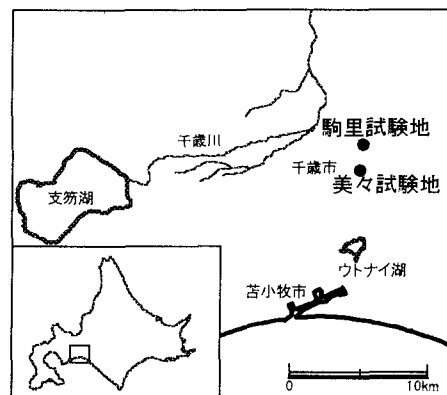 駒里試験地
千歳川
千歳市
美々試験地
支笏湖
ウトナイ湖
苫小牧市
0 10km